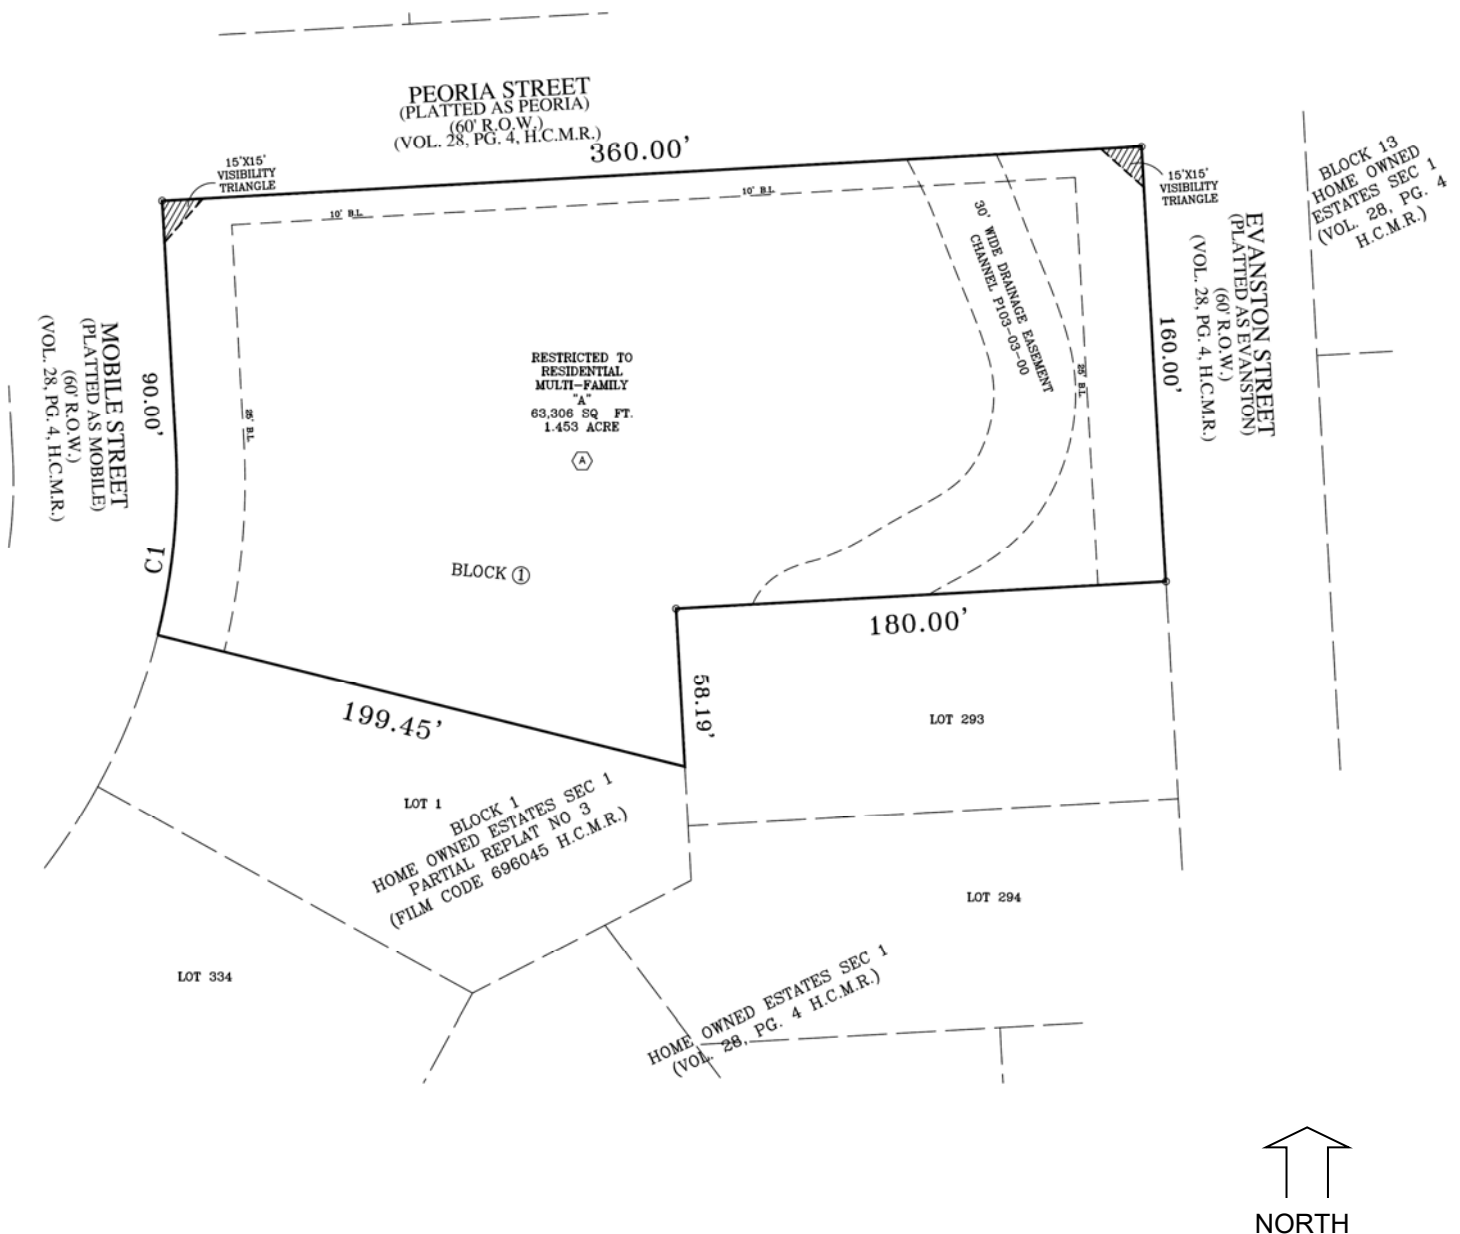 PEORIA STREET
(PLATTED AS PEORIA)
(60' R.O.W.)
(VOL. 28, PG. 4, H.C.M.R.)
360.00'
15'X15'
VISIBILITY
TRIANGLE
15'X15'
VISIBILITY
TRIANGLE
BLOCK 13
HOME OWNED
ESTATES SEC 1
(VOL. 28, PG. 4
H.C.M.R.)
10' B.L.
10' B.L.
30' WIDE DRAINAGE EASEMENT
CHANNEL P103-03-00
EVANSTON STREET
(PLATTED AS EVANSTON)
(60' R.O.W.)
(VOL. 28, PG. 4, H.C.M.R.)
160.00'
25' B.L.
MOBILE STREET
(PLATTED AS MOBILE)
(60' R.O.W.)
(VOL. 28, PG. 4, H.C.M.R.)
90.00'
25' B.L.
RESTRICTED TO
RESIDENTIAL
MULTI-FAMILY
"A"
63,306 SQ FT.
1.453 ACRE
A
C1
BLOCK 1
180.00'
58.19'
199.45'
LOT 293
LOT 1
BLOCK 1
HOME OWNED ESTATES SEC 1
PARTIAL REPLAT NO 3
(FILM CODE 696045 H.C.M.R.)
LOT 294
LOT 334
HOME OWNED ESTATES SEC 1
(VOL. 28, PG. 4 H.C.M.R.)
NORTH